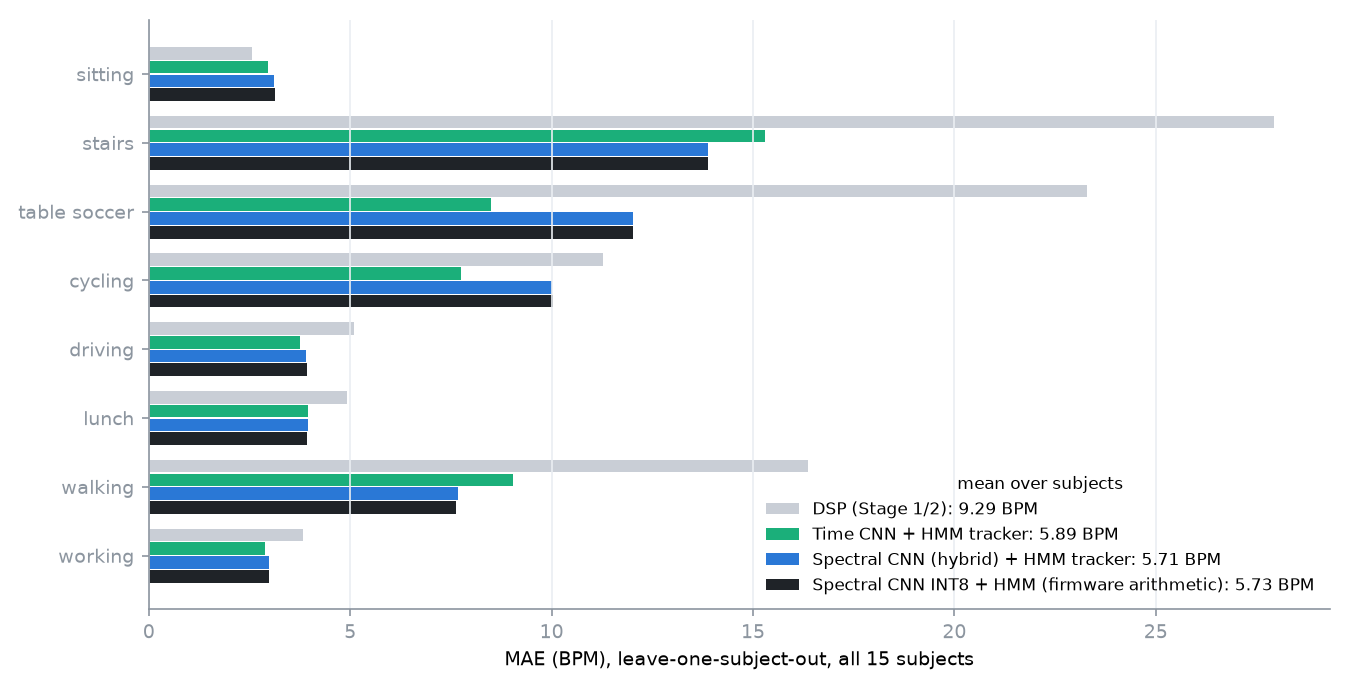 sitting
stairs
table soccer
cycling
driving
lunch
walking
working
mean over subjects
DSP (Stage 1/2): 9.29 BPM
Time CNN + HMM tracker: 5.89 BPM
Spectral CNN (hybrid) + HMM tracker: 5.71 BPM
Spectral CNN INT8 + HMM (firmware arithmetic): 5.73 BPM
0 5 10 15 20 25
MAE (BPM), leave-one-subject-out, all 15 subjects